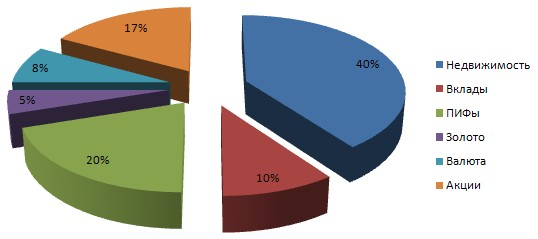 17%
40%
8%
5%
20%
10%
Недвижимость
Вклады
ПИФы
Золото
Валюта
Акции